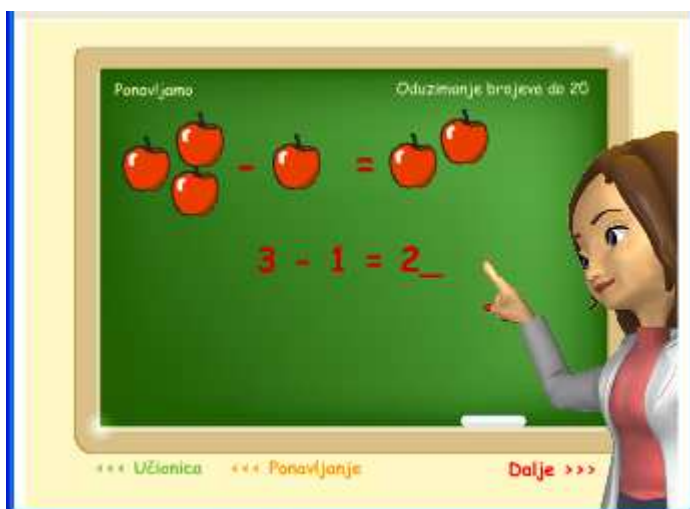 Ponavljamo
Oduzimanje brojeva do 20
- =
3 - 1 = 2_
<<< Učionica <<< Ponavljanje Dalje >>>